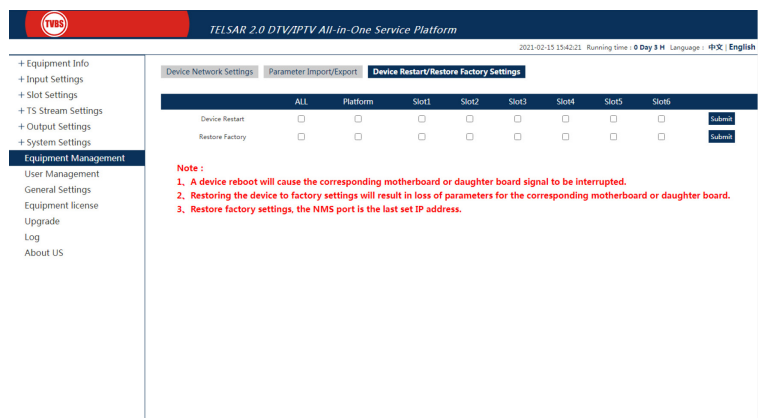 TVBS
TELSAR 2.0 DTV/IPTV All-in-One Service Platform
2021-02-15 15:42:21 Running time : 0 Day 3 H Language : 中文 | English
+ Equipment Info
+ Input Settings
+ Slot Settings
+ TS Stream Settings
+ Output Settings
+ System Settings
Equipment Management
User Management
General Settings
Equipment license
Upgrade
Log
About US
Device Network Settings Parameter Import/Export Device Restart/Restore Factory Settings
ALL Platform Slot1 Slot2 Slot3 Slot4 Slot5 Slot6
Device Restart Submit
Restore Factory Submit
Note :
1、A device reboot will cause the corresponding motherboard or daughter board signal to be interrupted.
2、Restoring the device to factory settings will result in loss of parameters for the corresponding motherboard or daughter board.
3、Restore factory settings, the NMS port is the last set IP address.